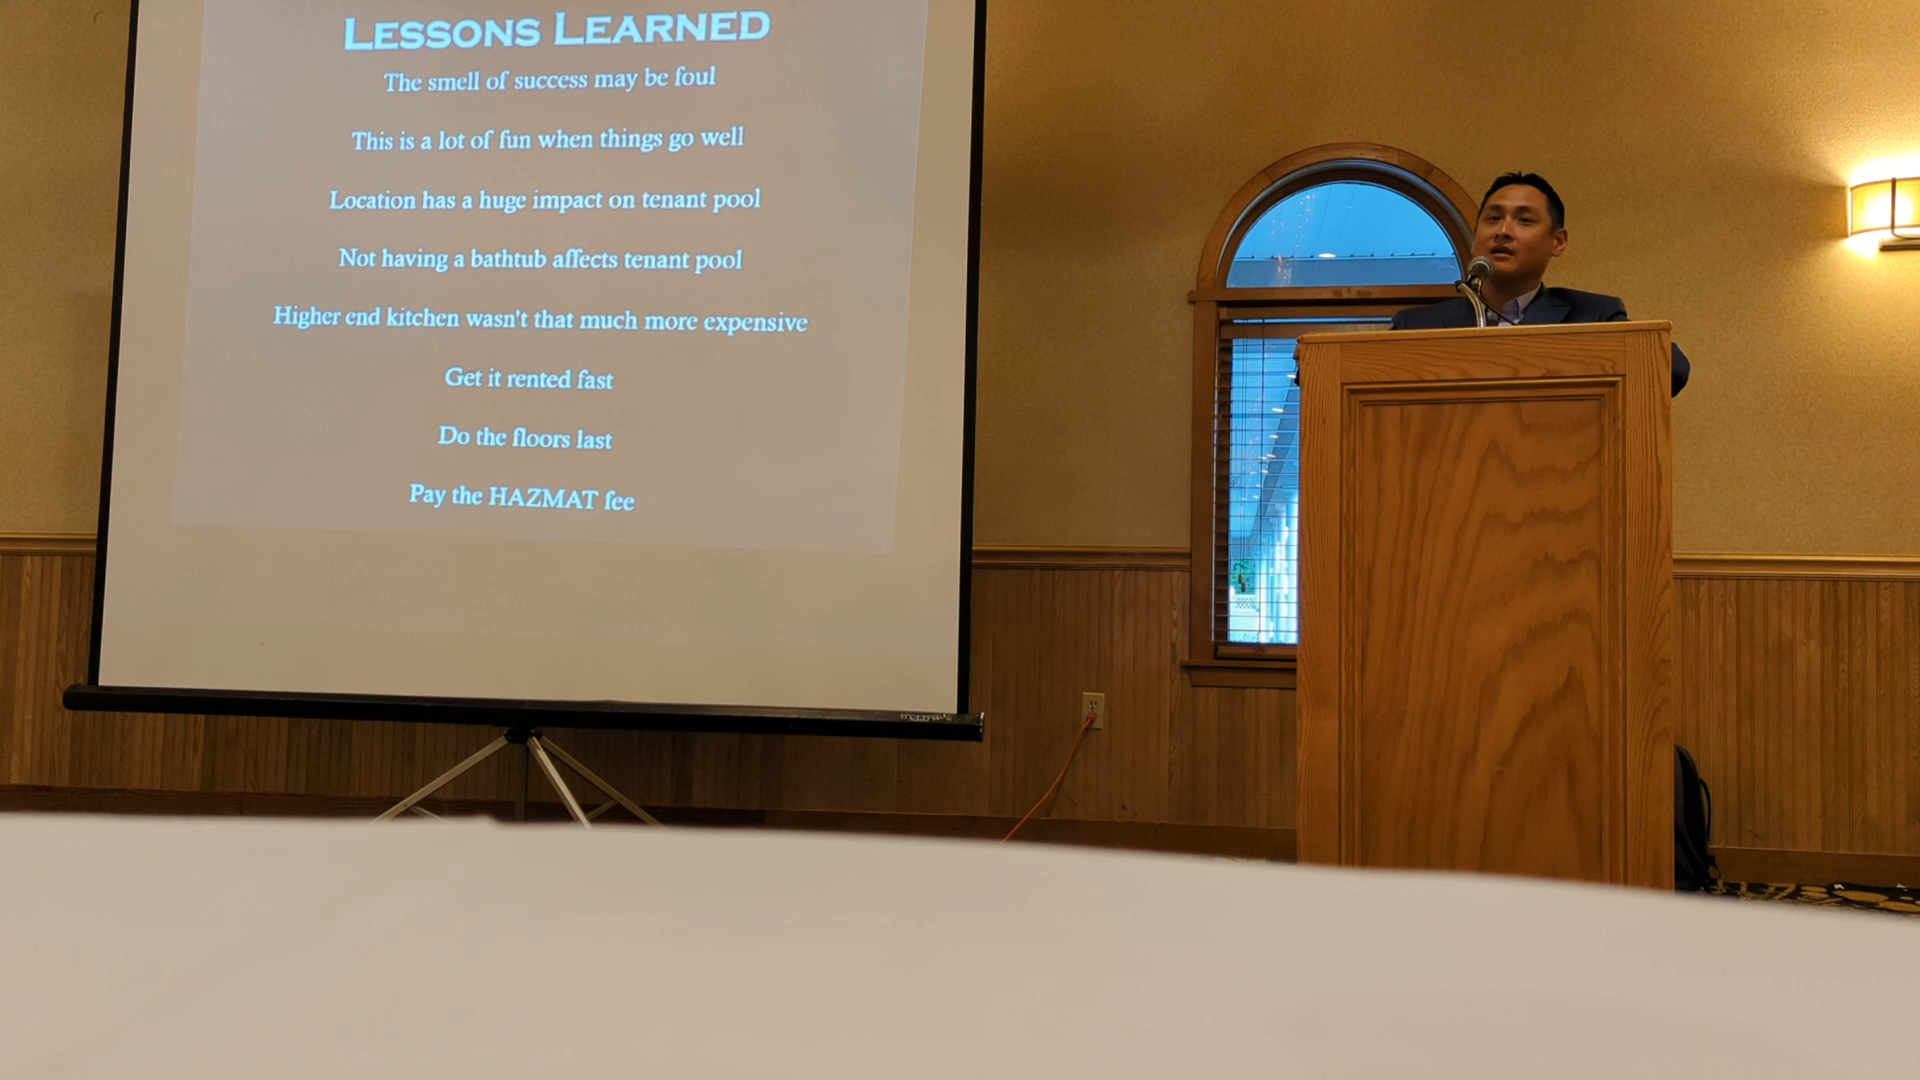 LESSONS LEARNED
The smell of success may be foul
This is a lot of fun when things go well
Location has a huge impact on tenant pool
Not having a bathtub affects tenant pool
Higher end kitchen wasn't that much more expensive
Get it rented fast
Do the floors last
Pay the HAZMAT fee